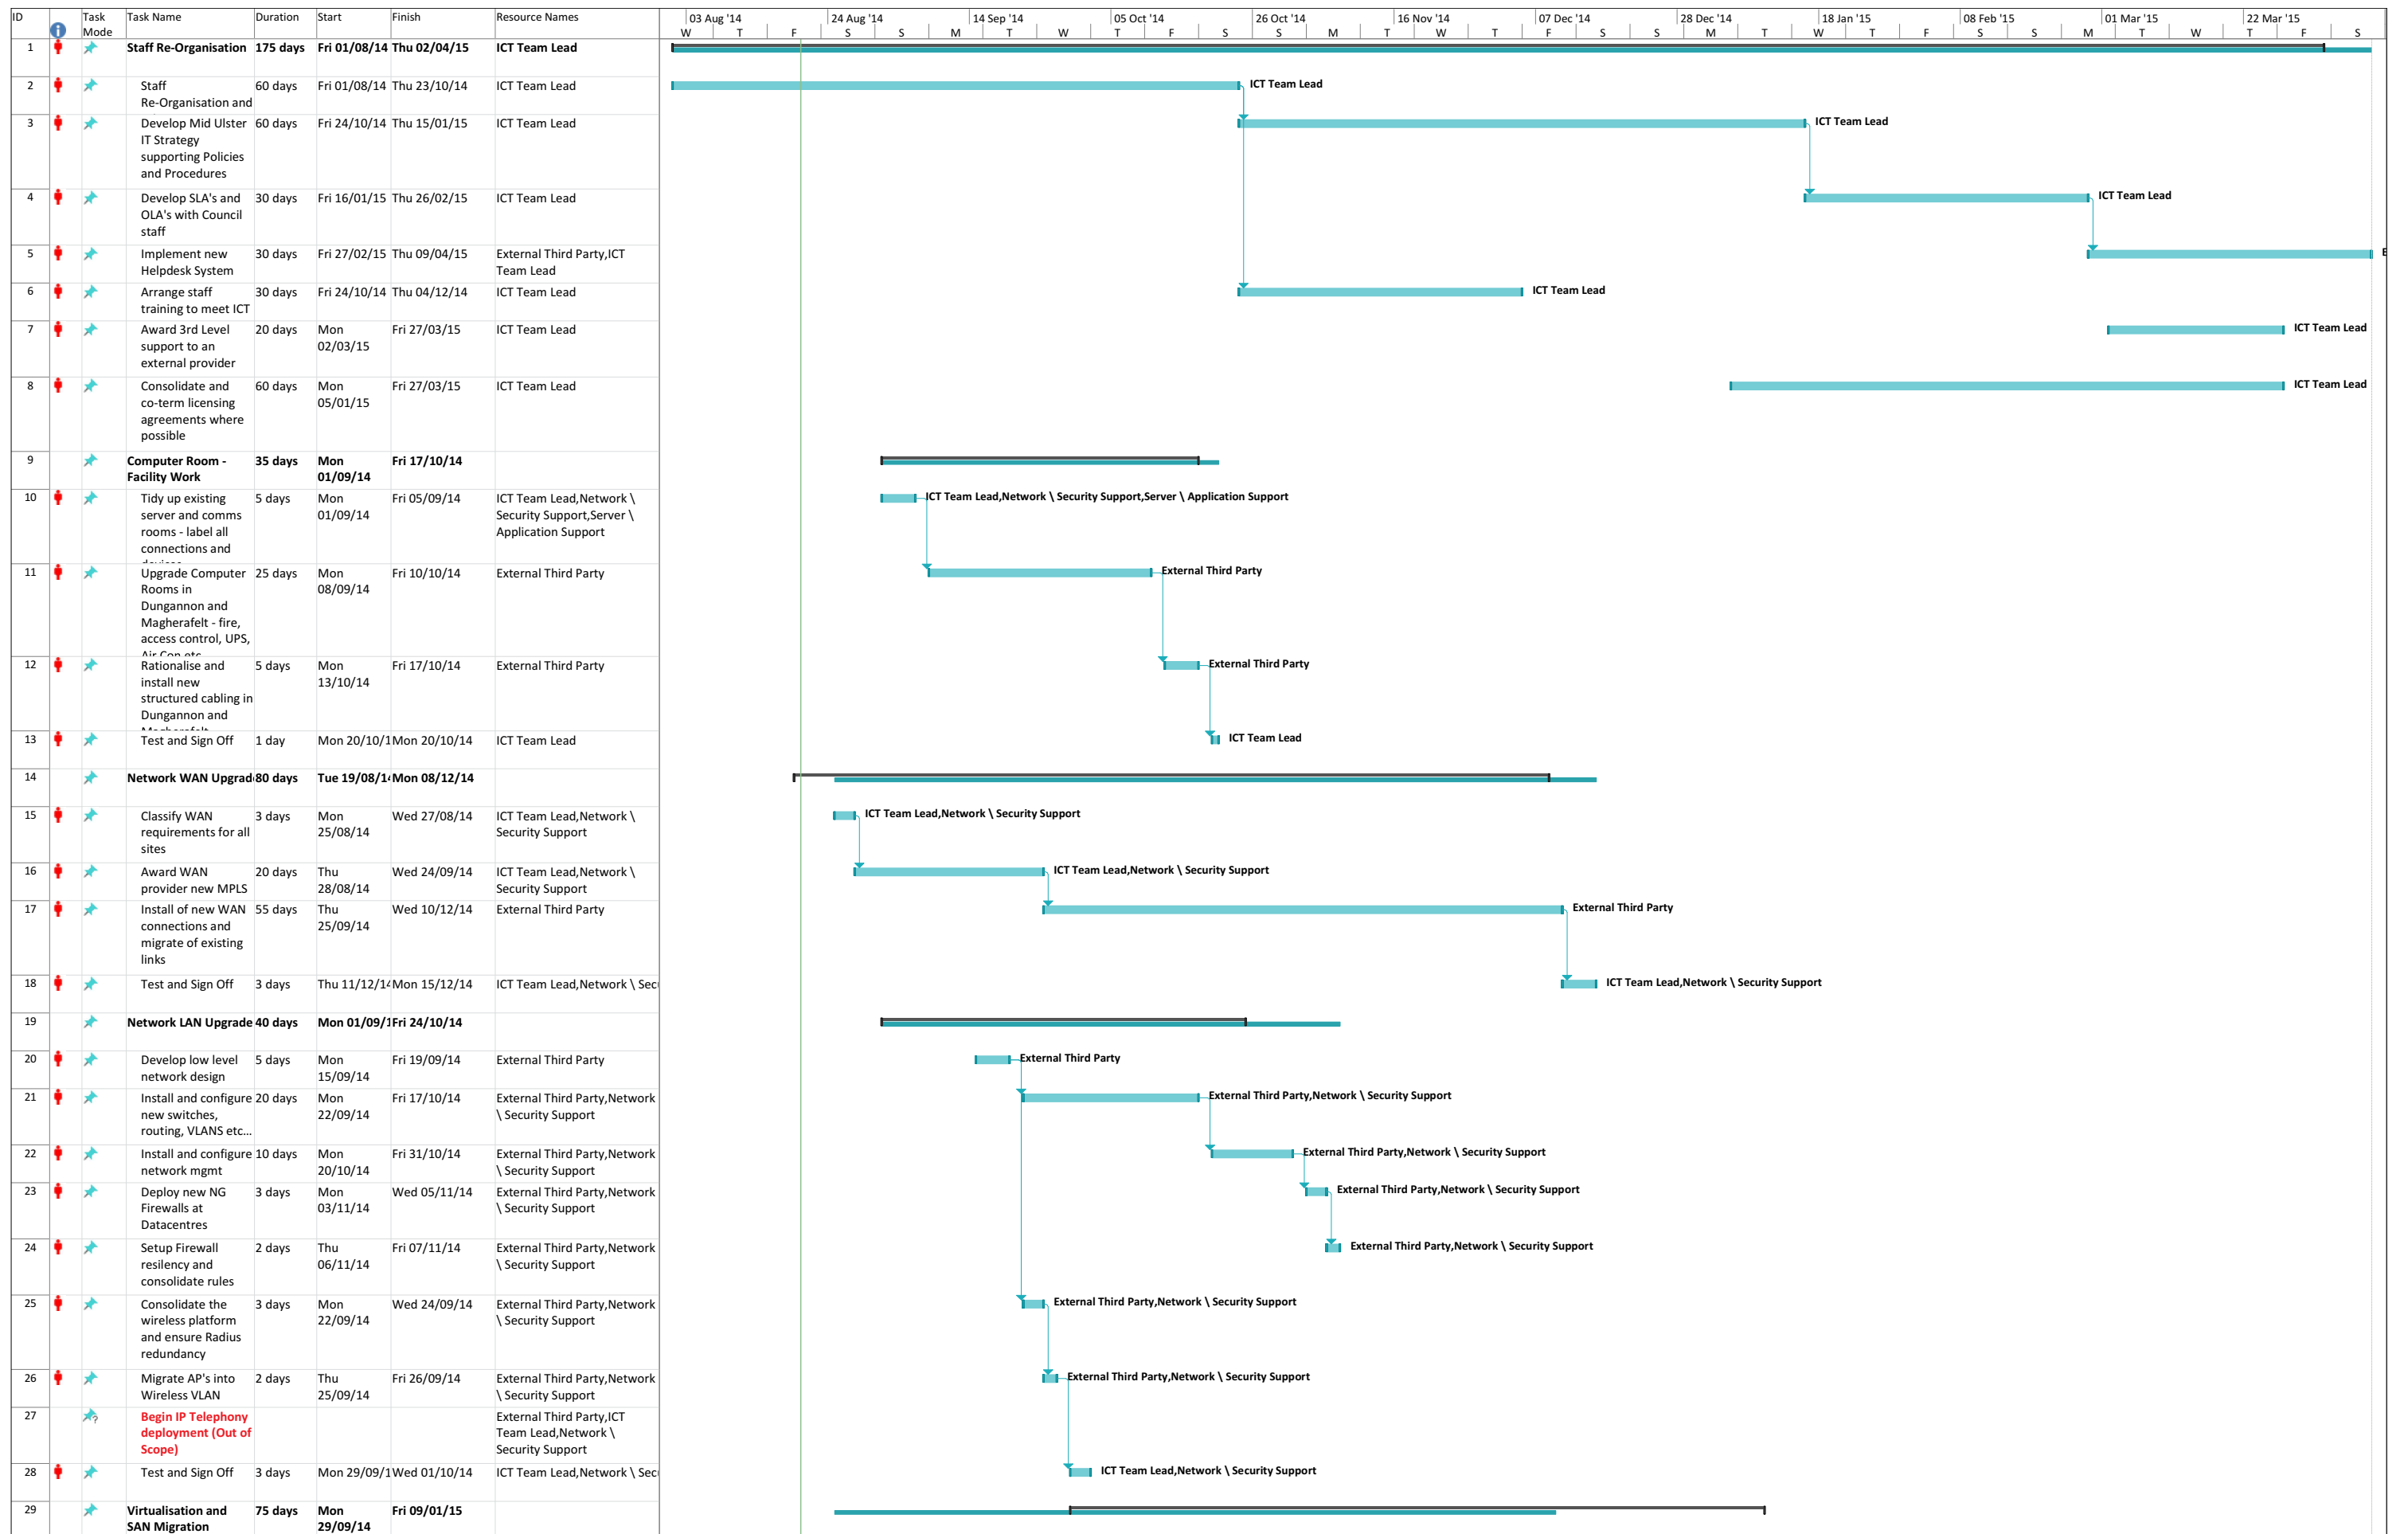 ID Task Mode Task Name Duration Start Finish Resource Names
03 Aug '14 24 Aug '14 14 Sep '14 05 Oct '14 26 Oct '14 16 Nov '14 07 Dec '14 28 Dec '14 18 Jan '15 08 Feb '15 01 Mar '15 22 Mar '15
W T F S S M T W T F S S M T W T F S S M T W T F S S M T W T F S
1 Staff Re-Organisation 175 days Fri 01/08/14 Thu 02/04/15 ICT Team Lead
2 Staff 60 days Fri 01/08/14 Thu 23/10/14 ICT Team Lead ICT Team Lead
Re-Organisation and
3 Develop Mid Ulster 60 days Fri 24/10/14 Thu 15/01/15 ICT Team Lead ICT Team Lead
IT Strategy
supporting Policies
and Procedures
4 Develop SLA's and 30 days Fri 16/01/15 Thu 26/02/15 ICT Team Lead ICT Team Lead
OLA's with Council
staff
5 Implement new 30 days Fri 27/02/15 Thu 09/04/15 External Third Party,ICT E
Helpdesk System Team Lead
6 Arrange staff 30 days Fri 24/10/14 Thu 04/12/14 ICT Team Lead ICT Team Lead
training to meet ICT
7 Award 3rd Level 20 days Mon Fri 27/03/15 ICT Team Lead ICT Team Lead
support to an 02/03/15
external provider
8 Consolidate and 60 days Mon Fri 27/03/15 ICT Team Lead ICT Team Lead
co-term licensing 05/01/15
agreements where
possible
9 Computer Room - 35 days Mon Fri 17/10/14
Facility Work 01/09/14
10 Tidy up existing 5 days Mon Fri 05/09/14 ICT Team Lead,Network \ ICT Team Lead,Network \ Security Support,Server \ Application Support
server and comms 01/09/14 Security Support,Server \
rooms - label all Application Support
connections and
11 Upgrade Computer 25 days Mon Fri 10/10/14 External Third Party External Third Party
Rooms in 08/09/14
Dungannon and
Magherafelt - fire,
access control, UPS,
Air Con etc
12 Rationalise and 5 days Mon Fri 17/10/14 External Third Party External Third Party
install new 13/10/14
structured cabling in
Dungannon and
13 Test and Sign Off 1 day Mon 20/10/1 Mon 20/10/14 ICT Team Lead ICT Team Lead
14 Network WAN Upgrad 80 days Tue 19/08/14 Mon 08/12/14
15 Classify WAN 3 days Mon Wed 27/08/14 ICT Team Lead,Network \ ICT Team Lead,Network \ Security Support
requirements for all 25/08/14 Security Support
sites
16 Award WAN 20 days Thu Wed 24/09/14 ICT Team Lead,Network \ ICT Team Lead,Network \ Security Support
provider new MPLS 28/08/14 Security Support
17 Install of new WAN 55 days Thu Wed 10/12/14 External Third Party External Third Party
connections and 25/09/14
migrate of existing
links
18 Test and Sign Off 3 days Thu 11/12/14 Mon 15/12/14 ICT Team Lead,Network \ Sec ICT Team Lead,Network \ Security Support
19 Network LAN Upgrade 40 days Mon 01/09/1 Fri 24/10/14
20 Develop low level 5 days Mon Fri 19/09/14 External Third Party External Third Party
network design 15/09/14
21 Install and configure 20 days Mon Fri 17/10/14 External Third Party,Network External Third Party,Network \ Security Support
new switches, 22/09/14 \ Security Support
routing, VLANS etc...
22 Install and configure 10 days Mon Fri 31/10/14 External Third Party,Network External Third Party,Network \ Security Support
network mgmt 20/10/14 \ Security Support
23 Deploy new NG 3 days Mon Wed 05/11/14 External Third Party,Network External Third Party,Network \ Security Support
Firewalls at 03/11/14 \ Security Support
Datacentres
24 Setup Firewall 2 days Thu Fri 07/11/14 External Third Party,Network External Third Party,Network \ Security Support
resilency and 06/11/14 \ Security Support
consolidate rules
25 Consolidate the 3 days Mon Wed 24/09/14 External Third Party,Network External Third Party,Network \ Security Support
wireless platform 22/09/14 \ Security Support
and ensure Radius
redundancy
26 Migrate AP's into 2 days Thu Fri 26/09/14 External Third Party,Network External Third Party,Network \ Security Support
Wireless VLAN 25/09/14 \ Security Support
27 Begin IP Telephony External Third Party,ICT
deployment (Out of Team Lead,Network \
Scope) Security Support
28 Test and Sign Off 3 days Mon 29/09/1 Wed 01/10/14 ICT Team Lead,Network \ Sec ICT Team Lead,Network \ Security Support
29 Virtualisation and 75 days Mon Fri 09/01/15
SAN Migration 29/09/14